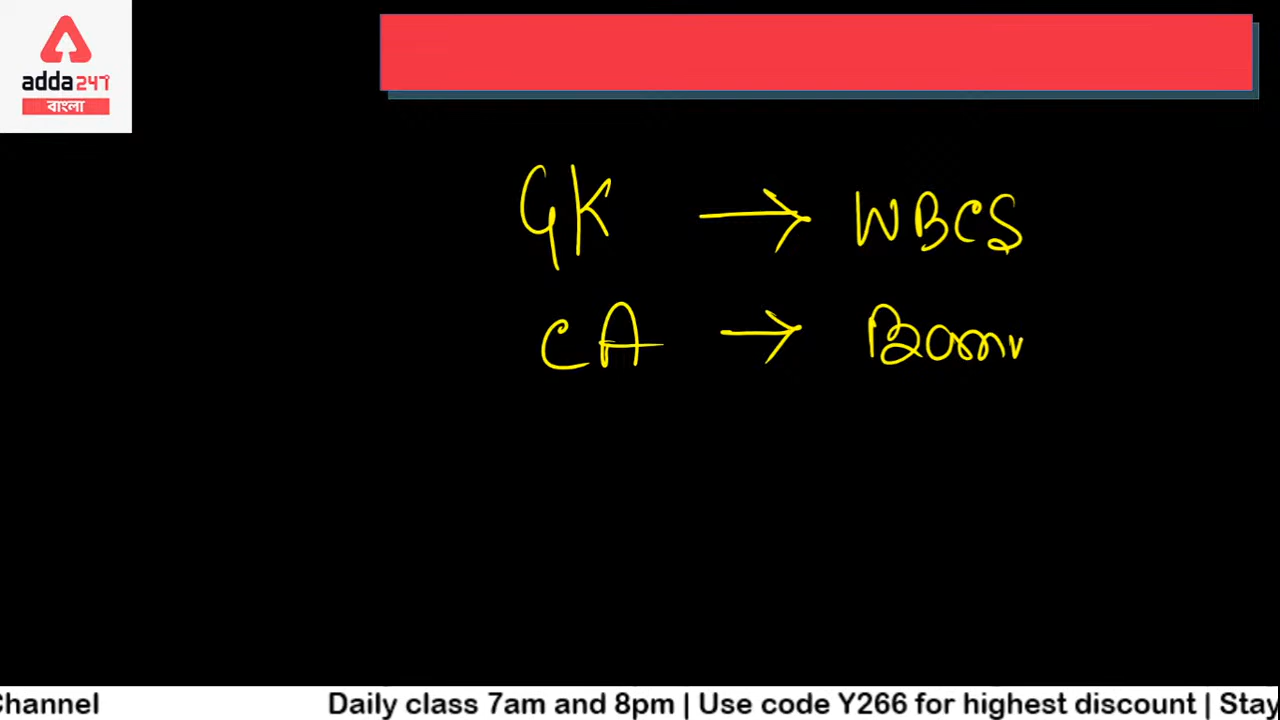 adda247
বাংলা
GK → WBCS
CA →
Channel Daily class 7am and 8pm | Use code Y266 for highest discount | Stay